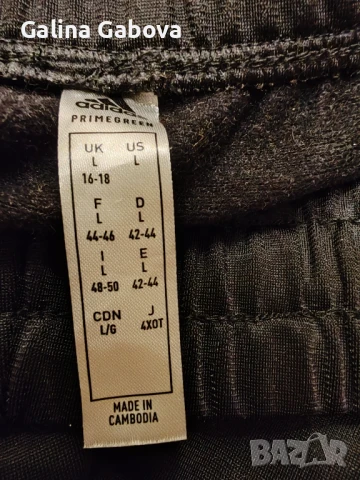 Galina Gabova
adidas
PRIMEGREEN
UK US
L L
16-18
F D
L L
44-46 42-44
I E
L L
48-50 42-44
CDN J
L/G 4XOT
MADE IN
CAMBODIA
BAZAR